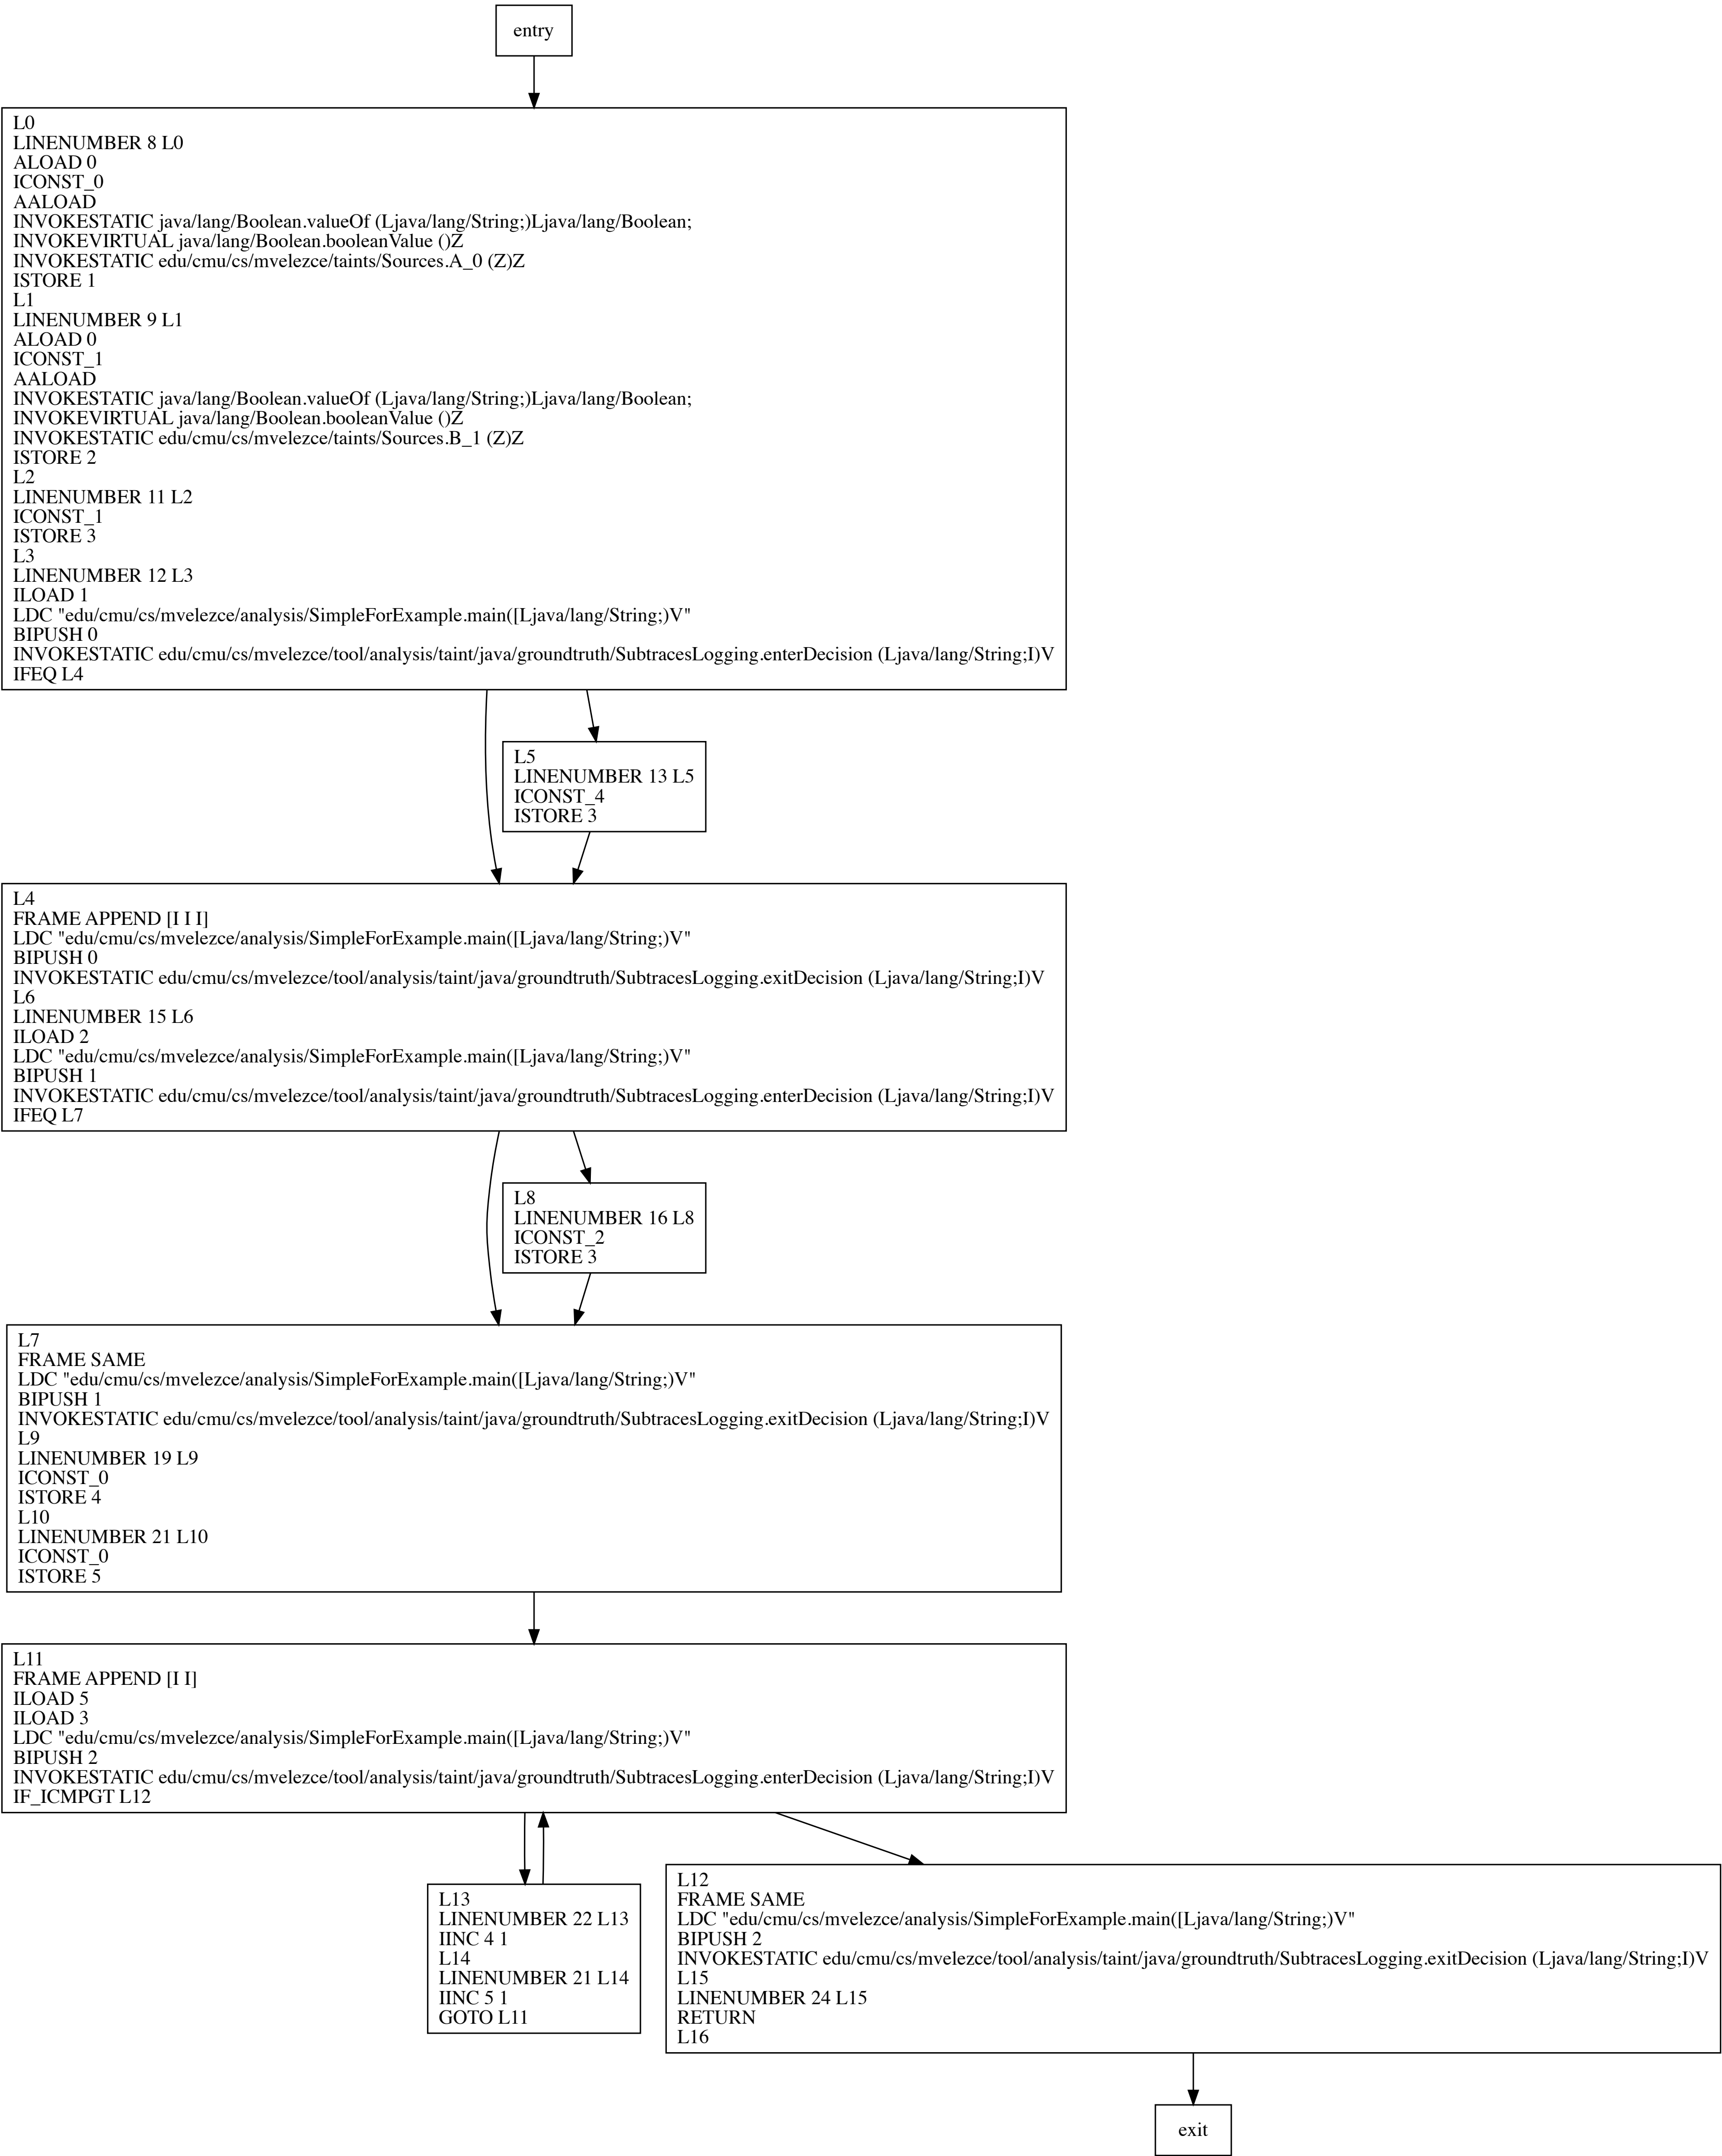 entry
L0
LINENUMBER 8 L0
ALOAD 0
ICONST_0
AALOAD
INVOKESTATIC java/lang/Boolean.valueOf (Ljava/lang/String;)Ljava/lang/Boolean;
INVOKEVIRTUAL java/lang/Boolean.booleanValue ()Z
INVOKESTATIC edu/cmu/cs/mvelezce/taints/Sources.A_0 (Z)Z
ISTORE 1
L1
LINENUMBER 9 L1
ALOAD 0
ICONST_1
AALOAD
INVOKESTATIC java/lang/Boolean.valueOf (Ljava/lang/String;)Ljava/lang/Boolean;
INVOKEVIRTUAL java/lang/Boolean.booleanValue ()Z
INVOKESTATIC edu/cmu/cs/mvelezce/taints/Sources.B_1 (Z)Z
ISTORE 2
L2
LINENUMBER 11 L2
ICONST_1
ISTORE 3
L3
LINENUMBER 12 L3
ILOAD 1
LDC "edu/cmu/cs/mvelezce/analysis/SimpleForExample.main([Ljava/lang/String;)V"
BIPUSH 0
INVOKESTATIC edu/cmu/cs/mvelezce/tool/analysis/taint/java/groundtruth/SubtracesLogging.enterDecision (Ljava/lang/String;I)V
IFEQ L4
L5
LINENUMBER 13 L5
ICONST_4
ISTORE 3
L4
FRAME APPEND [I I I]
LDC "edu/cmu/cs/mvelezce/analysis/SimpleForExample.main([Ljava/lang/String;)V"
BIPUSH 0
INVOKESTATIC edu/cmu/cs/mvelezce/tool/analysis/taint/java/groundtruth/SubtracesLogging.exitDecision (Ljava/lang/String;I)V
L6
LINENUMBER 15 L6
ILOAD 2
LDC "edu/cmu/cs/mvelezce/analysis/SimpleForExample.main([Ljava/lang/String;)V"
BIPUSH 1
INVOKESTATIC edu/cmu/cs/mvelezce/tool/analysis/taint/java/groundtruth/SubtracesLogging.enterDecision (Ljava/lang/String;I)V
IFEQ L7
L8
LINENUMBER 16 L8
ICONST_2
ISTORE 3
L7
FRAME SAME
LDC "edu/cmu/cs/mvelezce/analysis/SimpleForExample.main([Ljava/lang/String;)V"
BIPUSH 1
INVOKESTATIC edu/cmu/cs/mvelezce/tool/analysis/taint/java/groundtruth/SubtracesLogging.exitDecision (Ljava/lang/String;I)V
L9
LINENUMBER 19 L9
ICONST_0
ISTORE 4
L10
LINENUMBER 21 L10
ICONST_0
ISTORE 5
L11
FRAME APPEND [I I]
ILOAD 5
ILOAD 3
LDC "edu/cmu/cs/mvelezce/analysis/SimpleForExample.main([Ljava/lang/String;)V"
BIPUSH 2
INVOKESTATIC edu/cmu/cs/mvelezce/tool/analysis/taint/java/groundtruth/SubtracesLogging.enterDecision (Ljava/lang/String;I)V
IF_ICMPGT L12
L13
LINENUMBER 22 L13
IINC 4 1
L14
LINENUMBER 21 L14
IINC 5 1
GOTO L11
L12
FRAME SAME
LDC "edu/cmu/cs/mvelezce/analysis/SimpleForExample.main([Ljava/lang/String;)V"
BIPUSH 2
INVOKESTATIC edu/cmu/cs/mvelezce/tool/analysis/taint/java/groundtruth/SubtracesLogging.exitDecision (Ljava/lang/String;I)V
L15
LINENUMBER 24 L15
RETURN
L16
exit